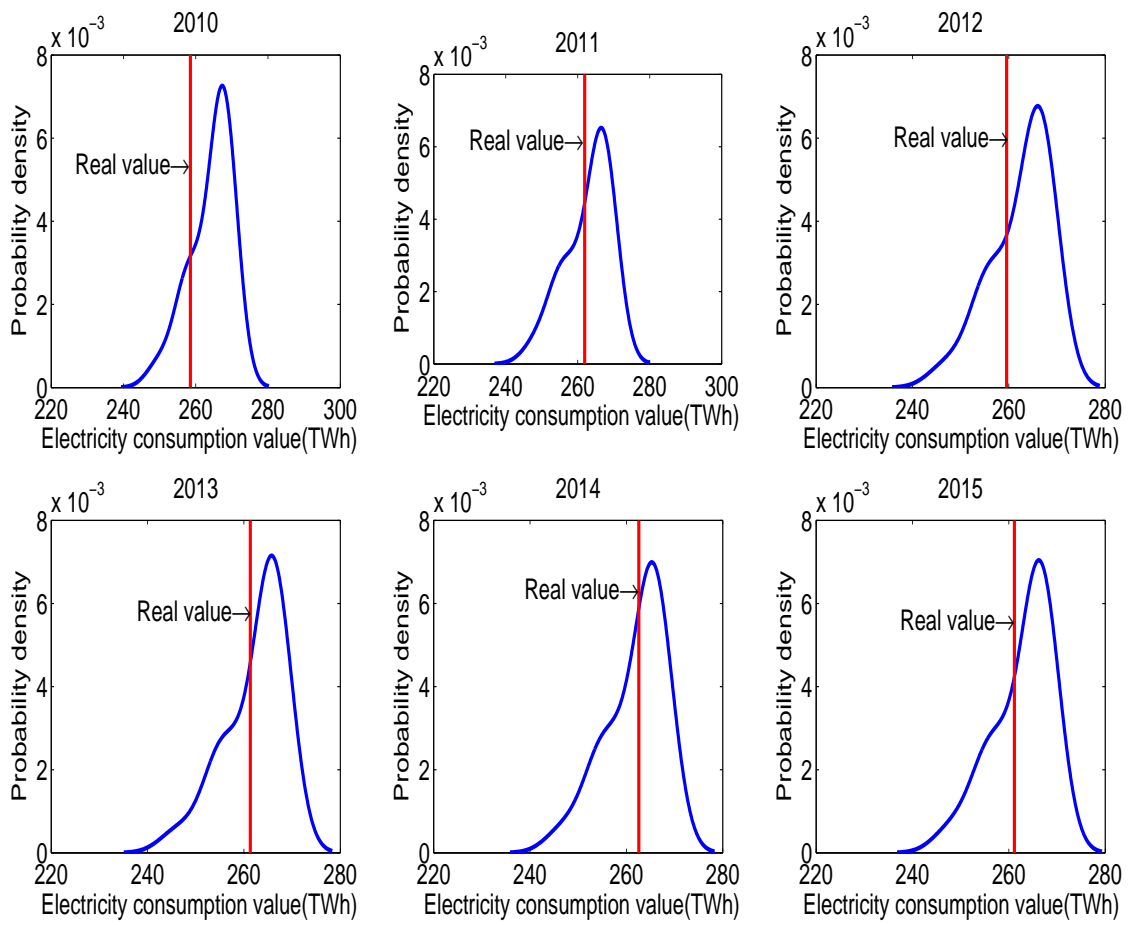 2010
x 10⁻³
Probability density
8
6
4
2
0
Real value→
220 240 260 280 300
Electricity consumption value(TWh)
2011
x 10⁻³
Probability density
8
6
4
2
0
Real value→
220 240 260 280 300
Electricity consumption value(TWh)
2012
x 10⁻³
Probability density
8
6
4
2
0
Real value→
220 240 260 280
Electricity consumption value(TWh)
2013
x 10⁻³
Probability density
8
6
4
2
0
Real value→
220 240 260 280
Electricity consumption value(TWh)
2014
x 10⁻³
Probability density
8
6
4
2
0
Real value→
220 240 260 280
Electricity consumption value(TWh)
2015
x 10⁻³
Probability density
8
6
4
2
0
Real value→
220 240 260 280
Electricity consumption value(TWh)